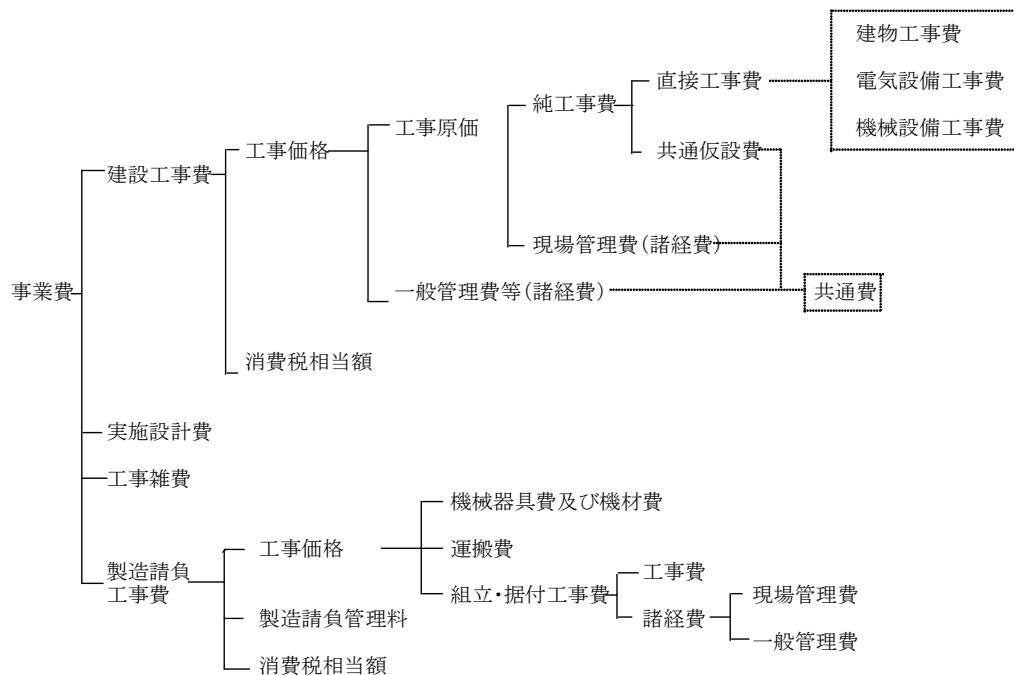 事業費
建設工事費
工事価格
工事原価
純工事費
直接工事費
建物工事費
電気設備工事費
機械設備工事費
共通仮設費
現場管理費(諸経費)
一般管理費等(諸経費)
共通費
消費税相当額
実施設計費
工事雑費
製造請負
工事費
工事価格
機械器具費及び機材費
運搬費
組立・据付工事費
工事費
諸経費
現場管理費
一般管理費
製造請負管理料
消費税相当額